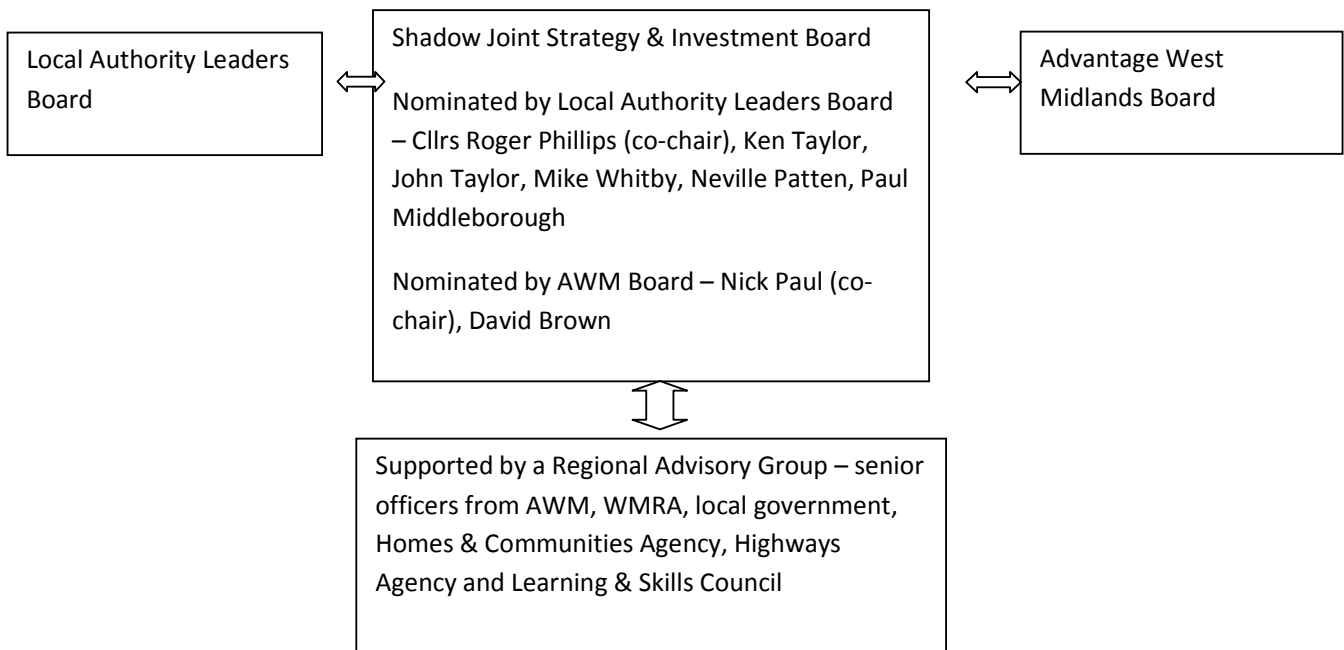 Local Authority Leaders
Board
Shadow Joint Strategy & Investment Board
Nominated by Local Authority Leaders Board
– Cllrs Roger Phillips (co-chair), Ken Taylor,
John Taylor, Mike Whitby, Neville Patten, Paul
Middleborough
Nominated by AWM Board – Nick Paul (co-
chair), David Brown
Advantage West
Midlands Board
Supported by a Regional Advisory Group – senior
officers from AWM, WMRA, local government,
Homes & Communities Agency, Highways
Agency and Learning & Skills Council